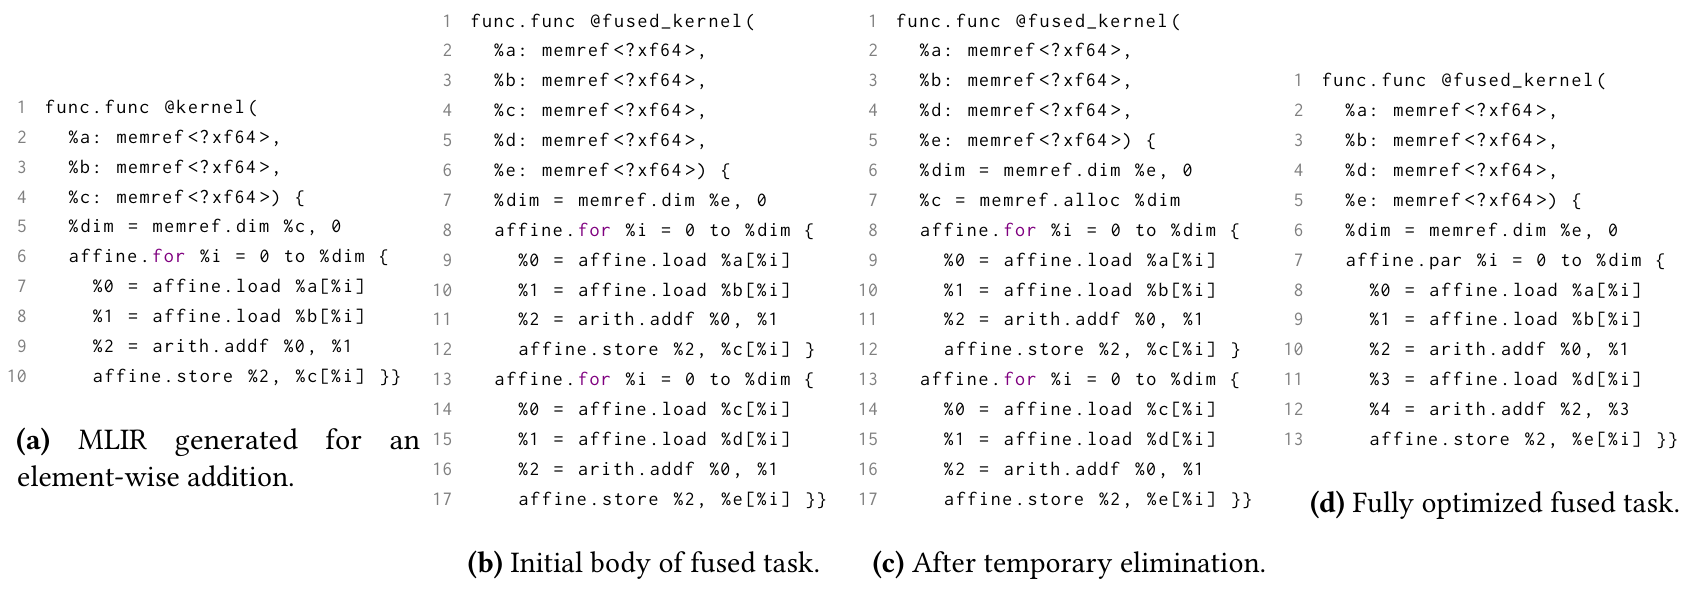 1 func.func @kernel(
2 %a: memref<?xf64>,
3 %b: memref<?xf64>,
4 %c: memref<?xf64>) {
5 %dim = memref.dim %c, 0
6 affine.for %i = 0 to %dim {
7 %0 = affine.load %a[%i]
8 %1 = affine.load %b[%i]
9 %2 = arith.addf %0, %1
10 affine.store %2, %c[%i] }}
(a) MLIR generated for an
element-wise addition.
1 func.func @fused_kernel(
2 %a: memref<?xf64>,
3 %b: memref<?xf64>,
4 %c: memref<?xf64>,
5 %d: memref<?xf64>,
6 %e: memref<?xf64>) {
7 %dim = memref.dim %e, 0
8 affine.for %i = 0 to %dim {
9 %0 = affine.load %a[%i]
10 %1 = affine.load %b[%i]
11 %2 = arith.addf %0, %1
12 affine.store %2, %c[%i] }
13 affine.for %i = 0 to %dim {
14 %0 = affine.load %c[%i]
15 %1 = affine.load %d[%i]
16 %2 = arith.addf %0, %1
17 affine.store %2, %e[%i] }}
(b) Initial body of fused task.
1 func.func @fused_kernel(
2 %a: memref<?xf64>,
3 %b: memref<?xf64>,
4 %d: memref<?xf64>,
5 %e: memref<?xf64>) {
6 %dim = memref.dim %e, 0
7 %c = memref.alloc %dim
8 affine.for %i = 0 to %dim {
9 %0 = affine.load %a[%i]
10 %1 = affine.load %b[%i]
11 %2 = arith.addf %0, %1
12 affine.store %2, %c[%i] }
13 affine.for %i = 0 to %dim {
14 %0 = affine.load %c[%i]
15 %1 = affine.load %d[%i]
16 %2 = arith.addf %0, %1
17 affine.store %2, %e[%i] }}
(c) After temporary elimination.
1 func.func @fused_kernel(
2 %a: memref<?xf64>,
3 %b: memref<?xf64>,
4 %d: memref<?xf64>,
5 %e: memref<?xf64>) {
6 %dim = memref.dim %e, 0
7 affine.par %i = 0 to %dim {
8 %0 = affine.load %a[%i]
9 %1 = affine.load %b[%i]
10 %2 = arith.addf %0, %1
11 %3 = affine.load %d[%i]
12 %4 = arith.addf %2, %3
13 affine.store %2, %e[%i] }}
(d) Fully optimized fused task.